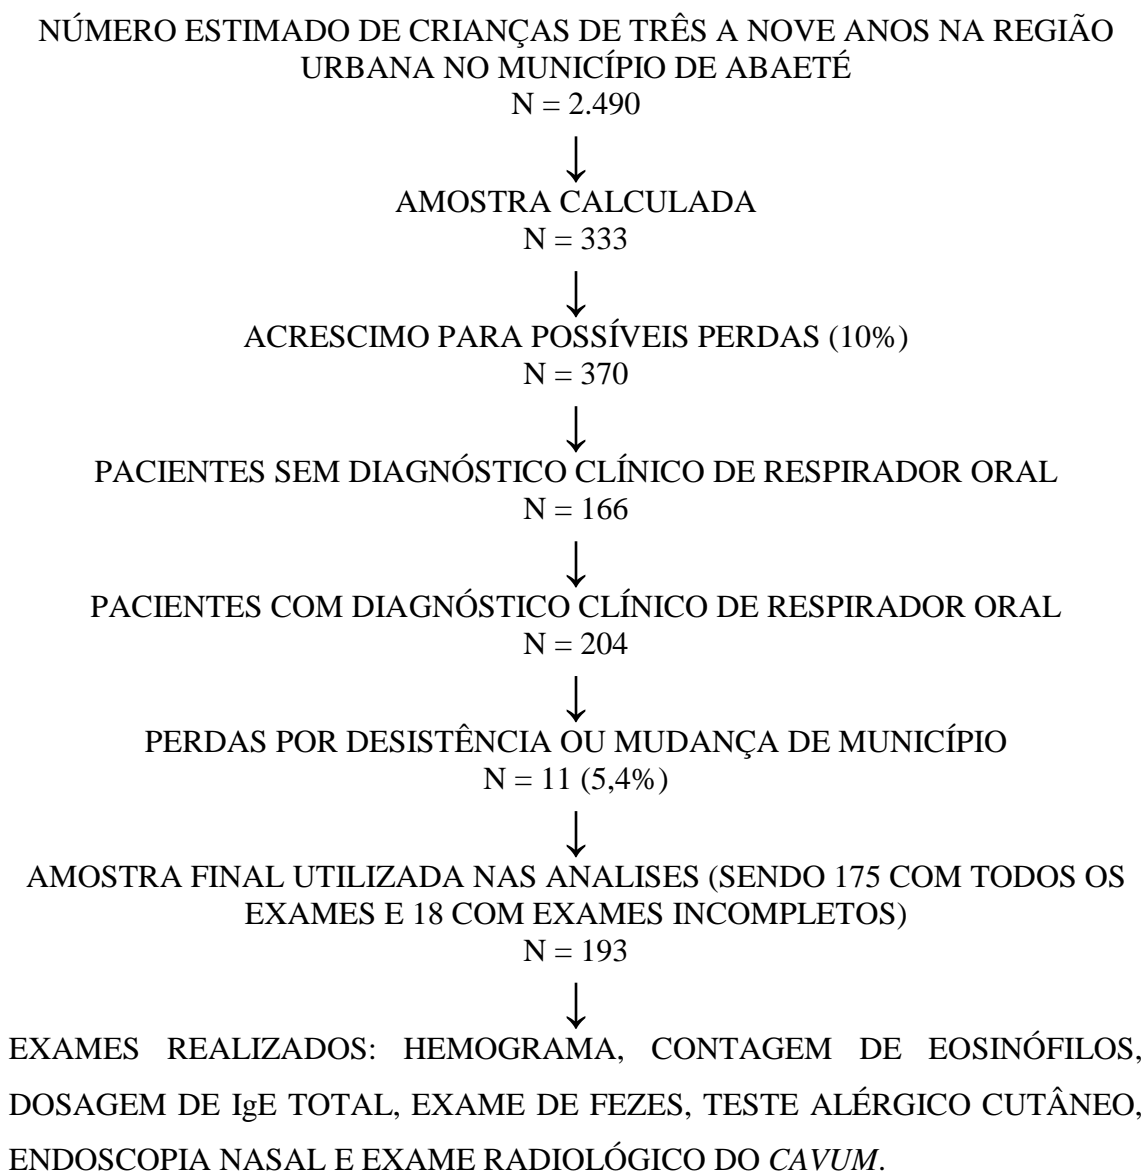 NÚMERO ESTIMADO DE CRIANÇAS DE TRÊS A NOVE ANOS NA REGIÃO
URBANA NO MUNICÍPIO DE ABAETÉ
N = 2.490
↓
AMOSTRA CALCULADA
N = 333
↓
ACRESCIMO PARA POSSÍVEIS PERDAS (10%)
N = 370
↓
PACIENTES SEM DIAGNÓSTICO CLÍNICO DE RESPIRADOR ORAL
N = 166
↓
PACIENTES COM DIAGNÓSTICO CLÍNICO DE RESPIRADOR ORAL
N = 204
↓
PERDAS POR DESISTÊNCIA OU MUDANÇA DE MUNICÍPIO
N = 11 (5,4%)
↓
AMOSTRA FINAL UTILIZADA NAS ANALISES (SENDO 175 COM TODOS OS
EXAMES E 18 COM EXAMES INCOMPLETOS)
N = 193
↓
EXAMES REALIZADOS: HEMOGRAMA, CONTAGEM DE EOSINÓFILOS,
DOSAGEM DE IgE TOTAL, EXAME DE FEZES, TESTE ALÉRGICO CUTÂNEO,
ENDOSCOPIA NASAL E EXAME RADIOLÓGICO DO CAVUM.